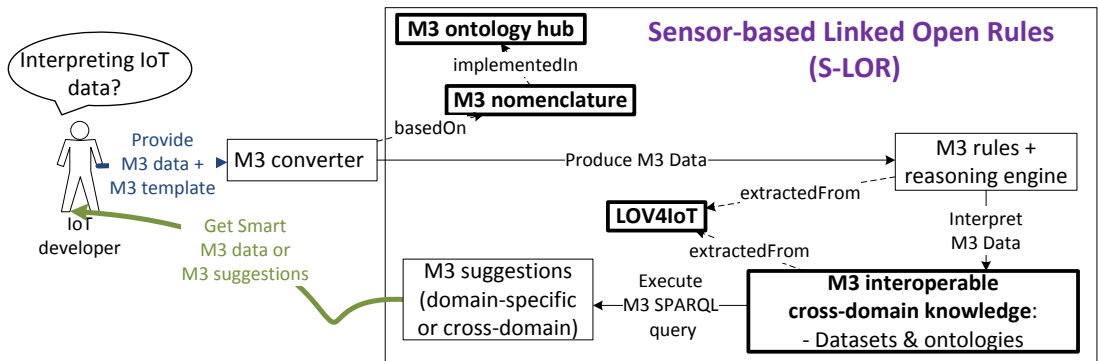 Sensor-based Linked Open Rules
(S-LOR)
M3 ontology hub
implementedIn
M3 nomenclature
basedOn
Interpreting IoT
data?
IoT
developer
Provide
M3 data +
M3 template
M3 converter
Produce M3 Data
M3 rules +
reasoning engine
extractedFrom
LOV4IoT
extractedFrom
Interpret
M3 Data
M3 interoperable
cross-domain knowledge:
- Datasets & ontologies
Execute
M3 SPARQL
query
M3 suggestions
(domain-specific
or cross-domain)
Get Smart
M3 data or
M3 suggestions